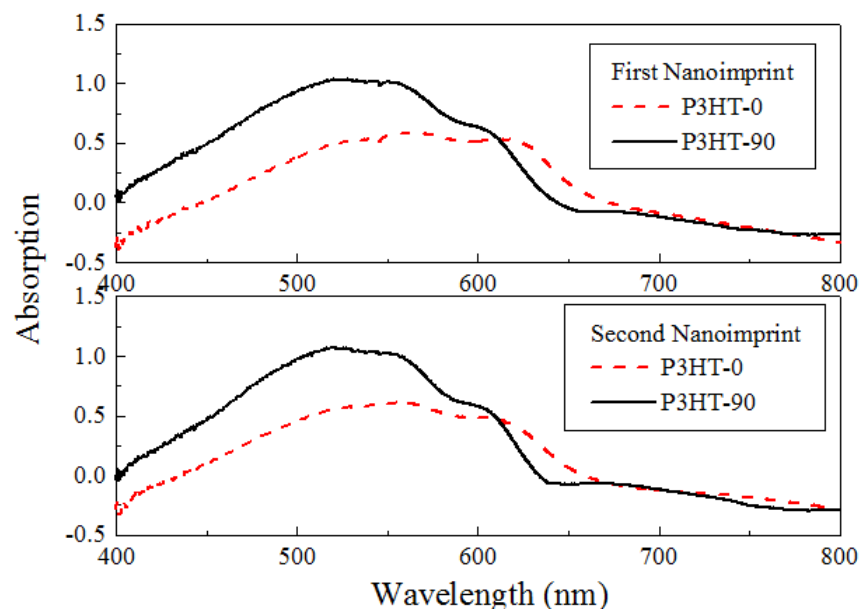 1.5
First Nanoimprint
P3HT-0
P3HT-90
1.0
0.5
0.0
-0.5
400 500 600 700 800
Absorption
1.5
Second Nanoimprint
P3HT-0
P3HT-90
1.0
0.5
0.0
-0.5
400 500 600 700 800
Wavelength (nm)